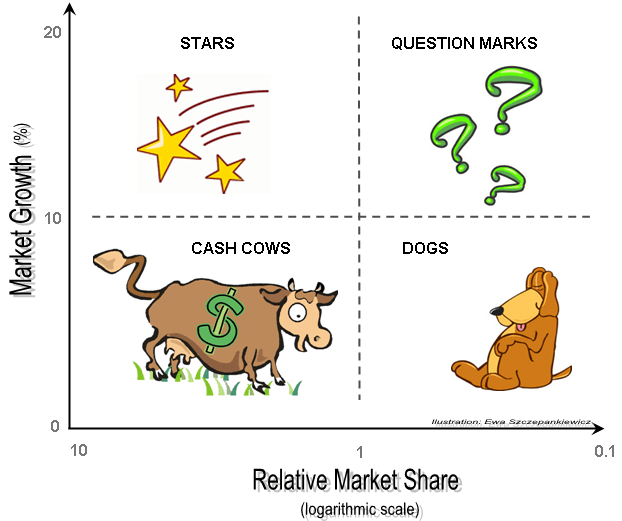 20
STARS
QUESTION MARKS
Market Growth (%)
10
CASH COWS
DOGS
$
0
Ilustration: Ewa Szczepankiewicz
10
1
0.1
Relative Market Share
(logarithmic scale)